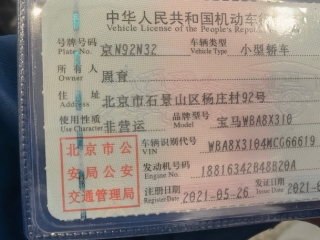 中华人民共和国机动车
Vehicle License of the People's Repu
号牌号码 京N92N32 车辆类型 小型轿车
Plate No. Vehicle Type
所有人 周育
Owner
住址 北京市石景山区杨庄村92号
Address
使用性质 非营运 品牌型号 宝马WBA8X310
Use Character Model
北京市公 车辆识别代号 WBA8X3104MCG66619
VIN
安局公安 发动机号码 18816342B48B20A
Engine No.
交通管理局 注册日期 2021-05-26 发证日期 2021-0
Register Date Issue Date